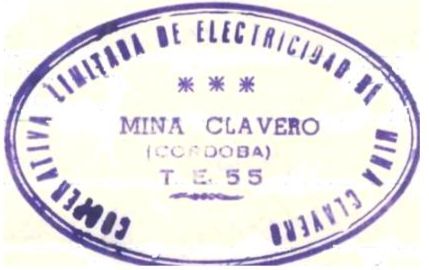 COOPERATIVA LIMITADA DE ELECTRICIDAD DE MINA CLAVERO
* * *
MINA CLAVERO
(CORDOBA)
T. E. 55